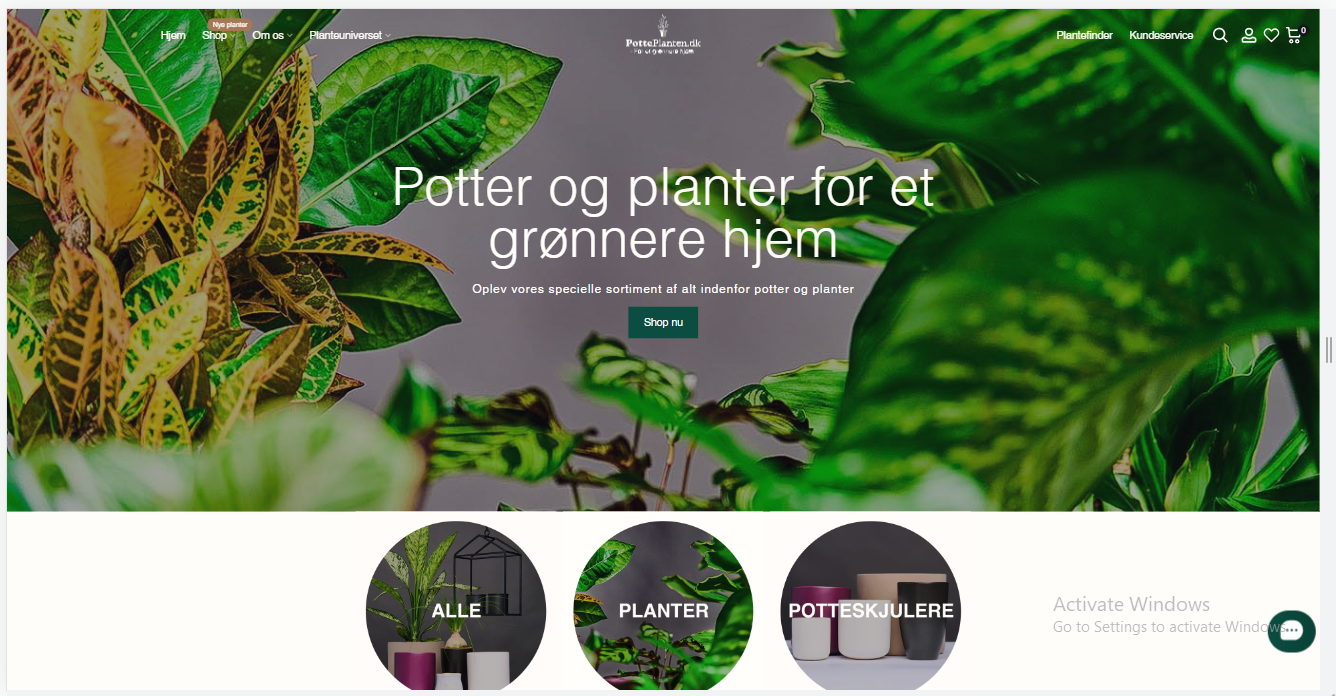 Nye planter
Hjem
Shop
Om os
Planteuniverset
PottePlanten.dk
Plantefinder
Kundeservice
0
Potter og planter for et
grønnere hjem
Oplev vores specielle sortiment af alt indenfor potter og planter
Shop nu
ALLE
PLANTER
POTTESKJULERE
Activate Windows
Go to Settings to activate Windows.